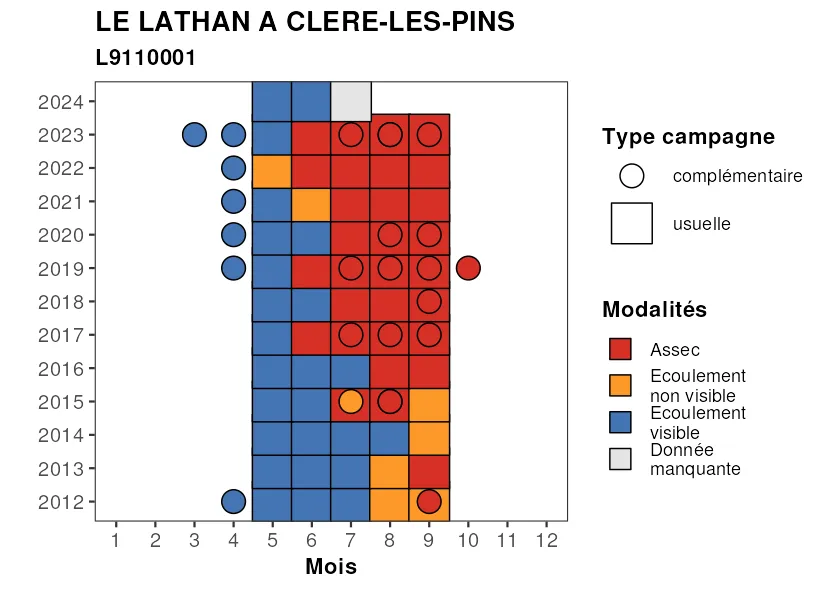 LE LATHAN A CLERE-LES-PINS
L9110001
2024
2023
2022
2021
2020
2019
2018
2017
2016
2015
2014
2013
2012
1 2 3 4 5 6 7 8 9 10 11 12
Mois
Type campagne
complémentaire
usuelle
Modalités
Assec
Ecoulement
non visible
Ecoulement
visible
Donnée
manquante